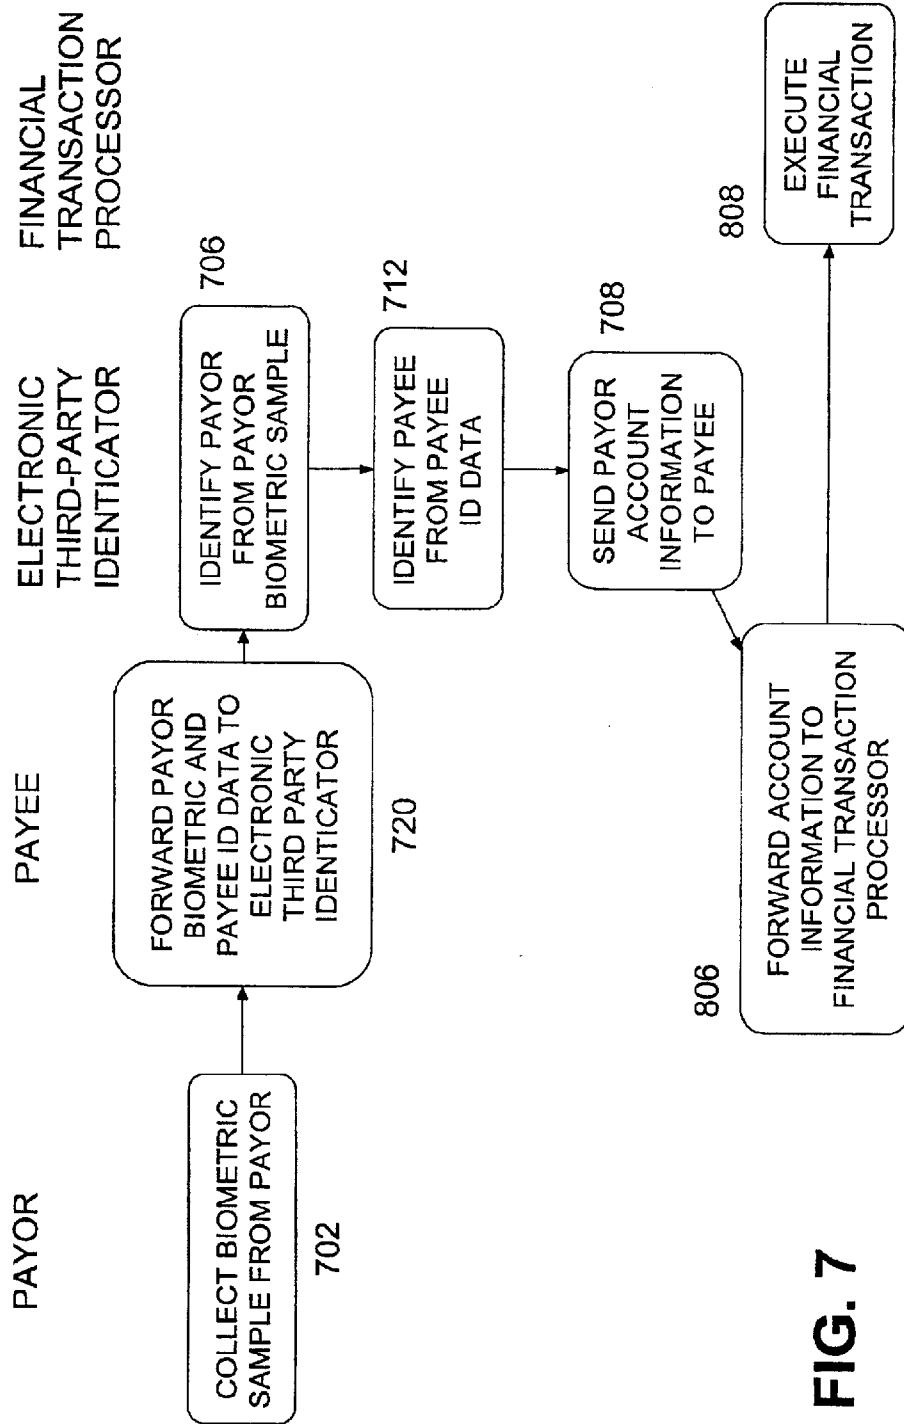 PAYOR
PAYEE
ELECTRONIC
THIRD-PARTY
IDENTICATOR
FINANCIAL
TRANSACTION
PROCESSOR
COLLECT BIOMETRIC
SAMPLE FROM PAYOR
702
FORWARD PAYOR
BIOMETRIC AND
PAYEE ID DATA TO
ELECTRONIC
THIRD PARTY
IDENTICATOR
720
IDENTIFY PAYOR
FROM PAYOR
BIOMETRIC SAMPLE
706
IDENTIFY PAYEE
FROM PAYEE
ID DATA
712
SEND PAYOR
ACCOUNT
INFORMATION
TO PAYEE
708
806
FORWARD ACCOUNT
INFORMATION TO
FINANCIAL TRANSACTION
PROCESSOR
808
EXECUTE
FINANCIAL
TRANSACTION
FIG. 7